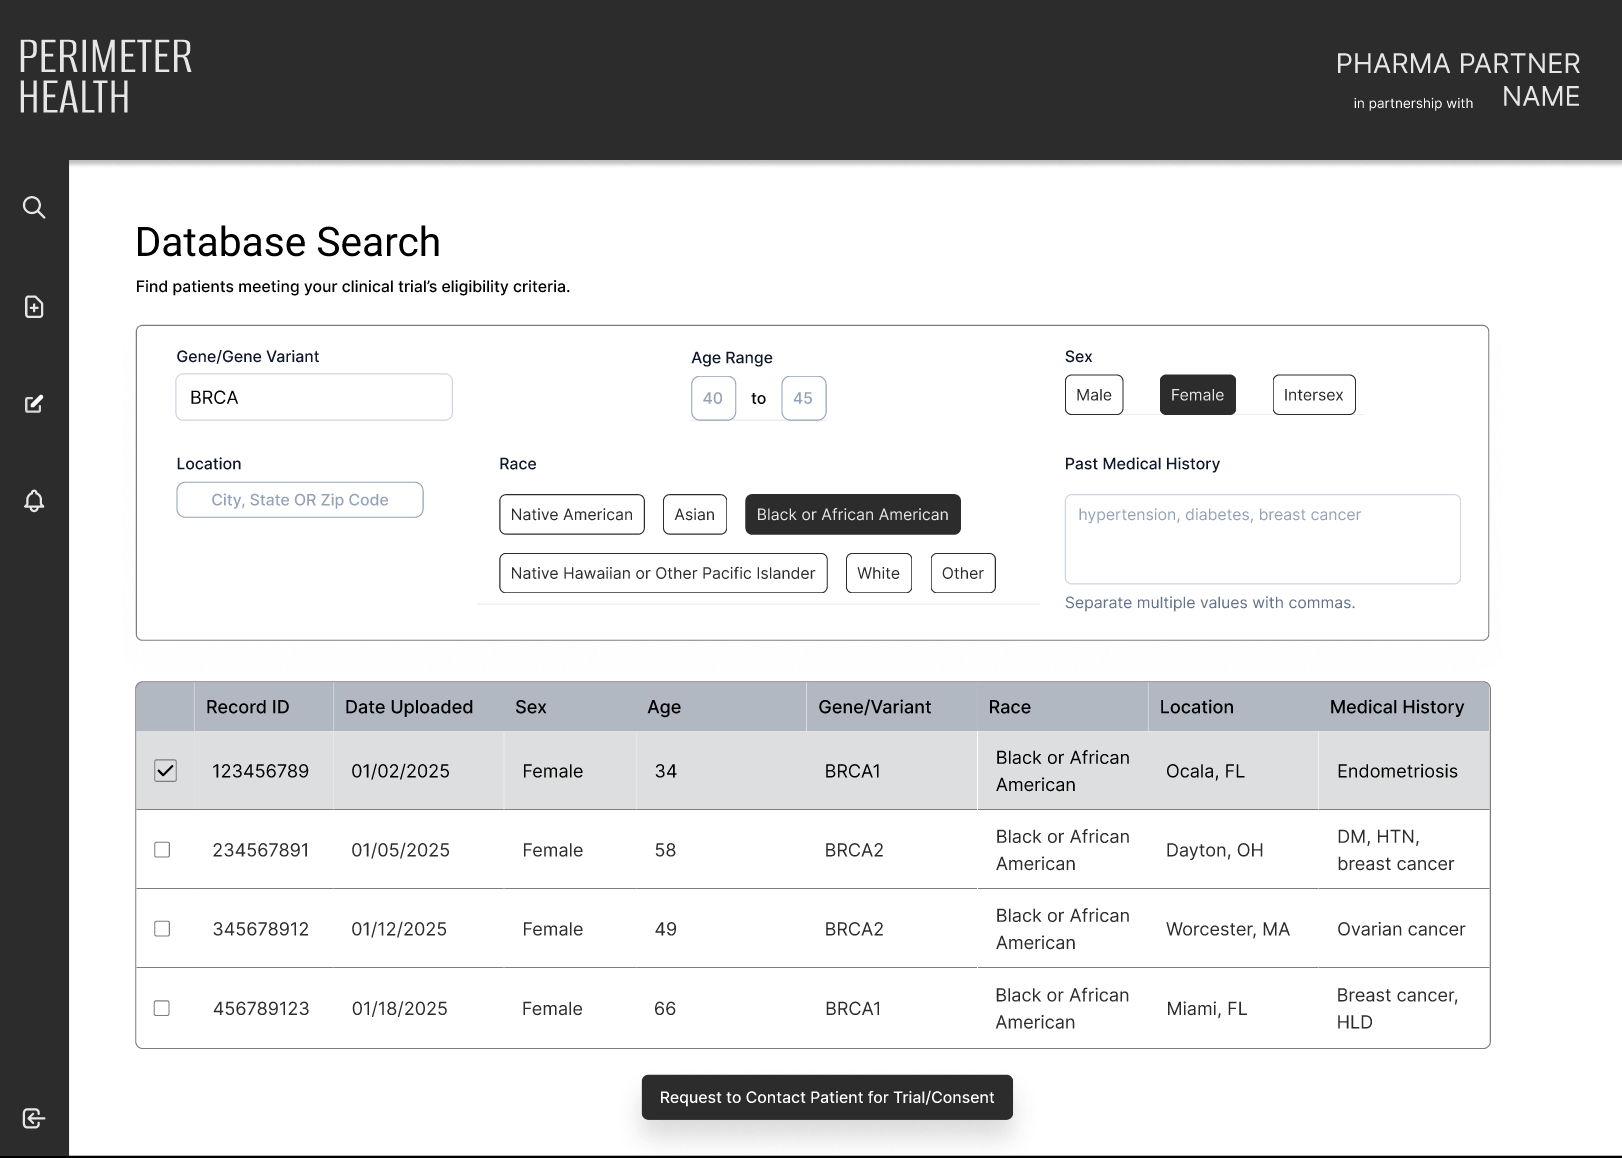 PERIMETER
HEALTH
PHARMA PARTNER
in partnership with NAME
Database Search
Find patients meeting your clinical trial's eligibility criteria.
Gene/Gene Variant
BRCA
Age Range
40 to 45
Sex
Male Female Intersex
Location
City, State OR Zip Code
Race
Native American Asian Black or African American
Native Hawaiian or Other Pacific Islander White Other
Past Medical History
hypertension, diabetes, breast cancer
Separate multiple values with commas.
Record ID Date Uploaded Sex Age Gene/Variant Race Location Medical History
123456789 01/02/2025 Female 34 BRCA1 Black or African American Ocala, FL Endometriosis
234567891 01/05/2025 Female 58 BRCA2 Black or African American Dayton, OH DM, HTN, breast cancer
345678912 01/12/2025 Female 49 BRCA2 Black or African American Worcester, MA Ovarian cancer
456789123 01/18/2025 Female 66 BRCA1 Black or African American Miami, FL Breast cancer, HLD
Request to Contact Patient for Trial/Consent